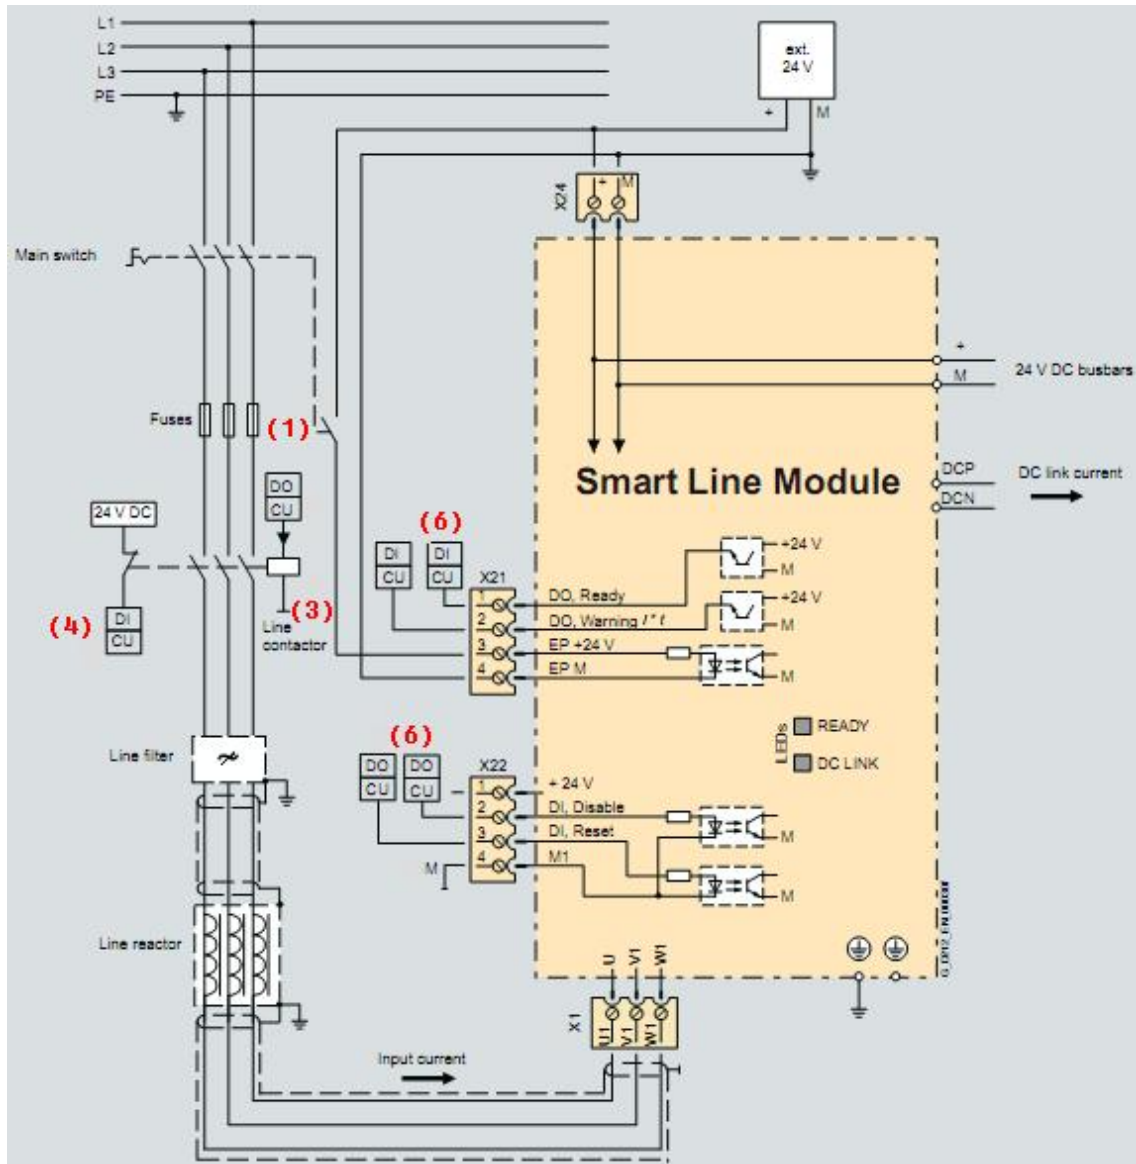 L1
L2
L3
PE
ext.
24 V
+ M
X24
+ M
Main switch
+
M
24 V DC busbars
Fuses
(1)
DCP
DCN
DC link current
Smart Line Module
24 V DC
DO
CU
(6)
DI
CU
DI
CU
X21
1
2
3
4
DO, Ready
DO, Warning I * t
EP +24 V
EP M
+24 V
M
+24 V
M
M
(4)
DI
CU
(3)
Line
contactor
LEDs
READY
DC LINK
Line filter
(6)
DO
CU
DO
CU
X22
1
2
3
4
+ 24 V
DI, Disable
DI, Reset
M1
M
M
M
Line reactor
U
V1
W1
X1
U1
V1
W1
Input current